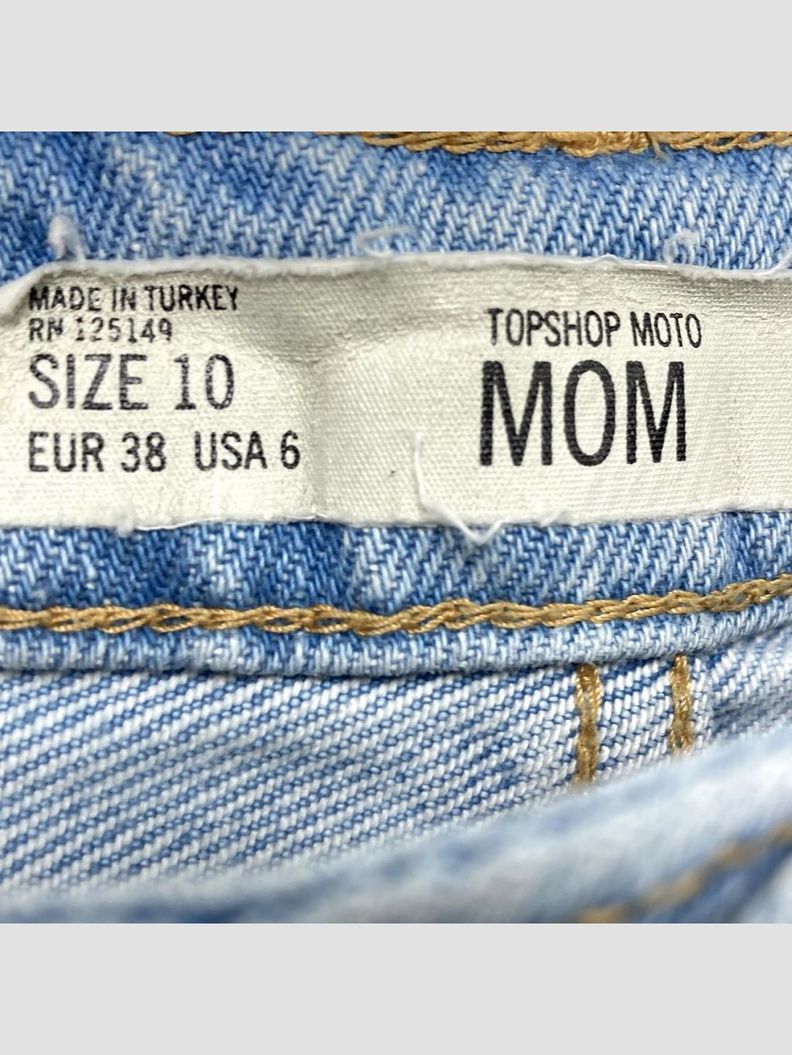 MADE IN TURKEY
RN 125149
SIZE 10
EUR 38 USA 6
TOPSHOP MOTO
MOM